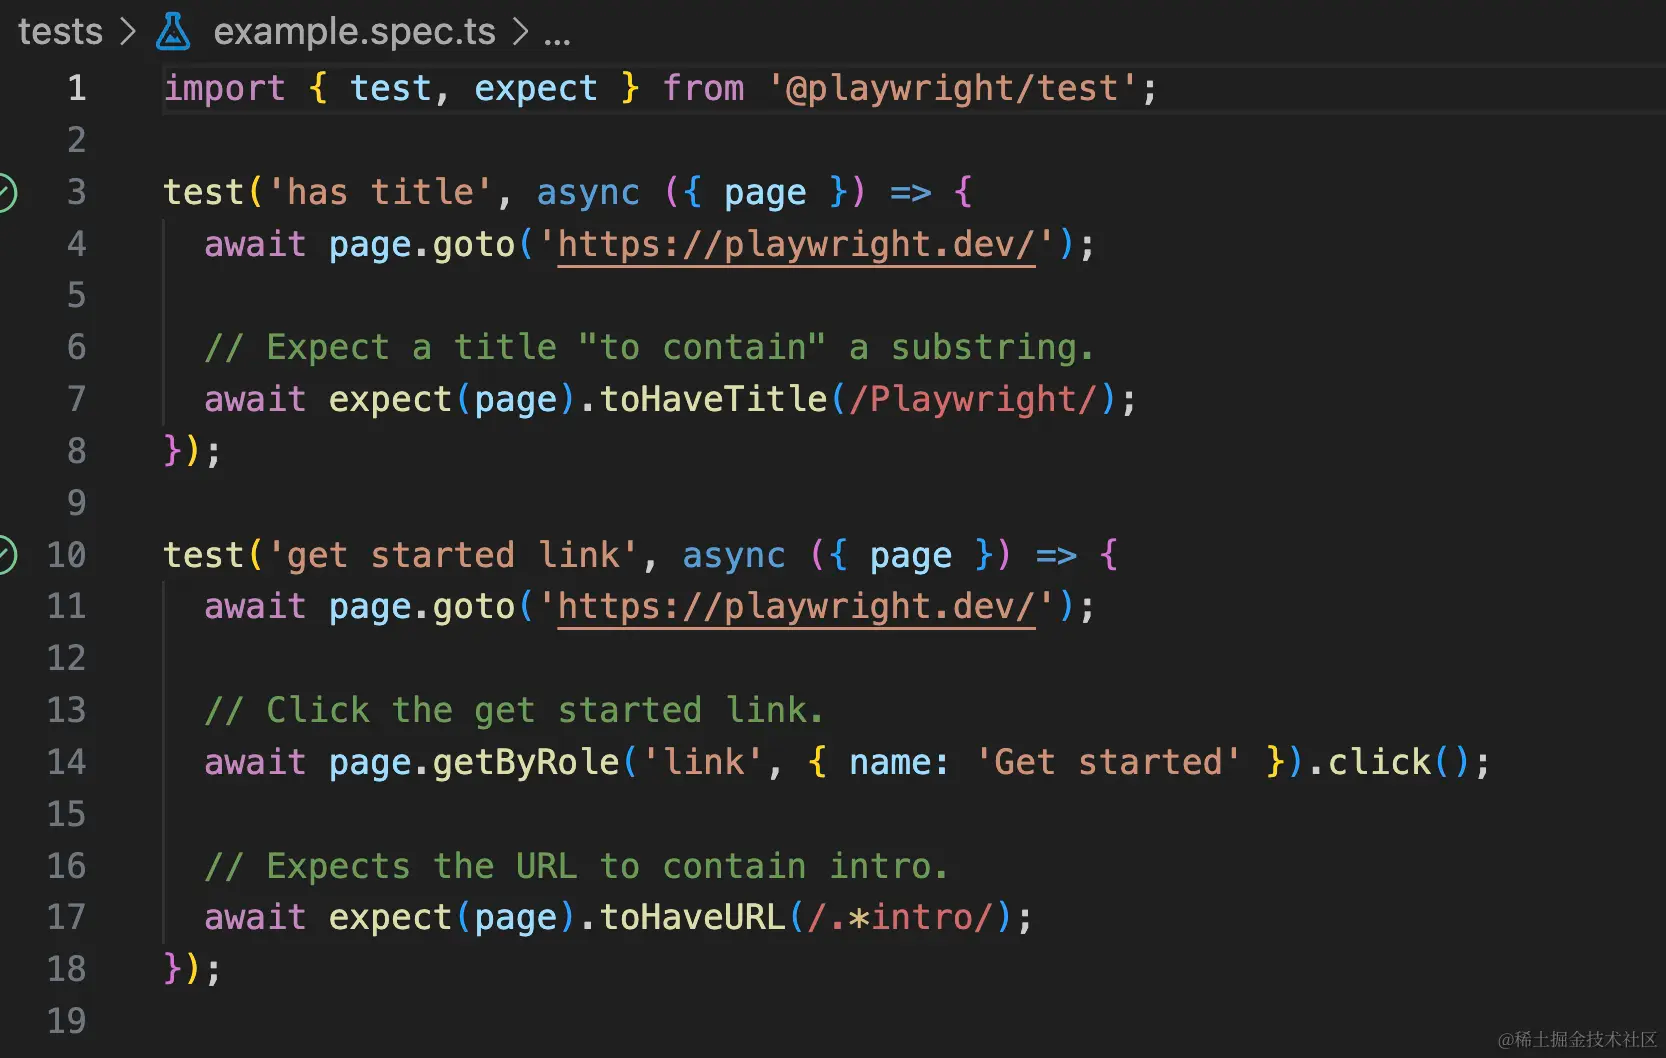 tests > example.spec.ts > ...
1 import { test, expect } from '@playwright/test';
2
3 test('has title', async ({ page }) => {
4 await page.goto('https://playwright.dev/');
5
6 // Expect a title "to contain" a substring.
7 await expect(page).toHaveTitle(/Playwright/);
8 });
9
10 test('get started link', async ({ page }) => {
11 await page.goto('https://playwright.dev/');
12
13 // Click the get started link.
14 await page.getByRole('link', { name: 'Get started' }).click();
15
16 // Expects the URL to contain intro.
17 await expect(page).toHaveURL(/.*intro/);
18 });
19
@稀土掘金技术社区